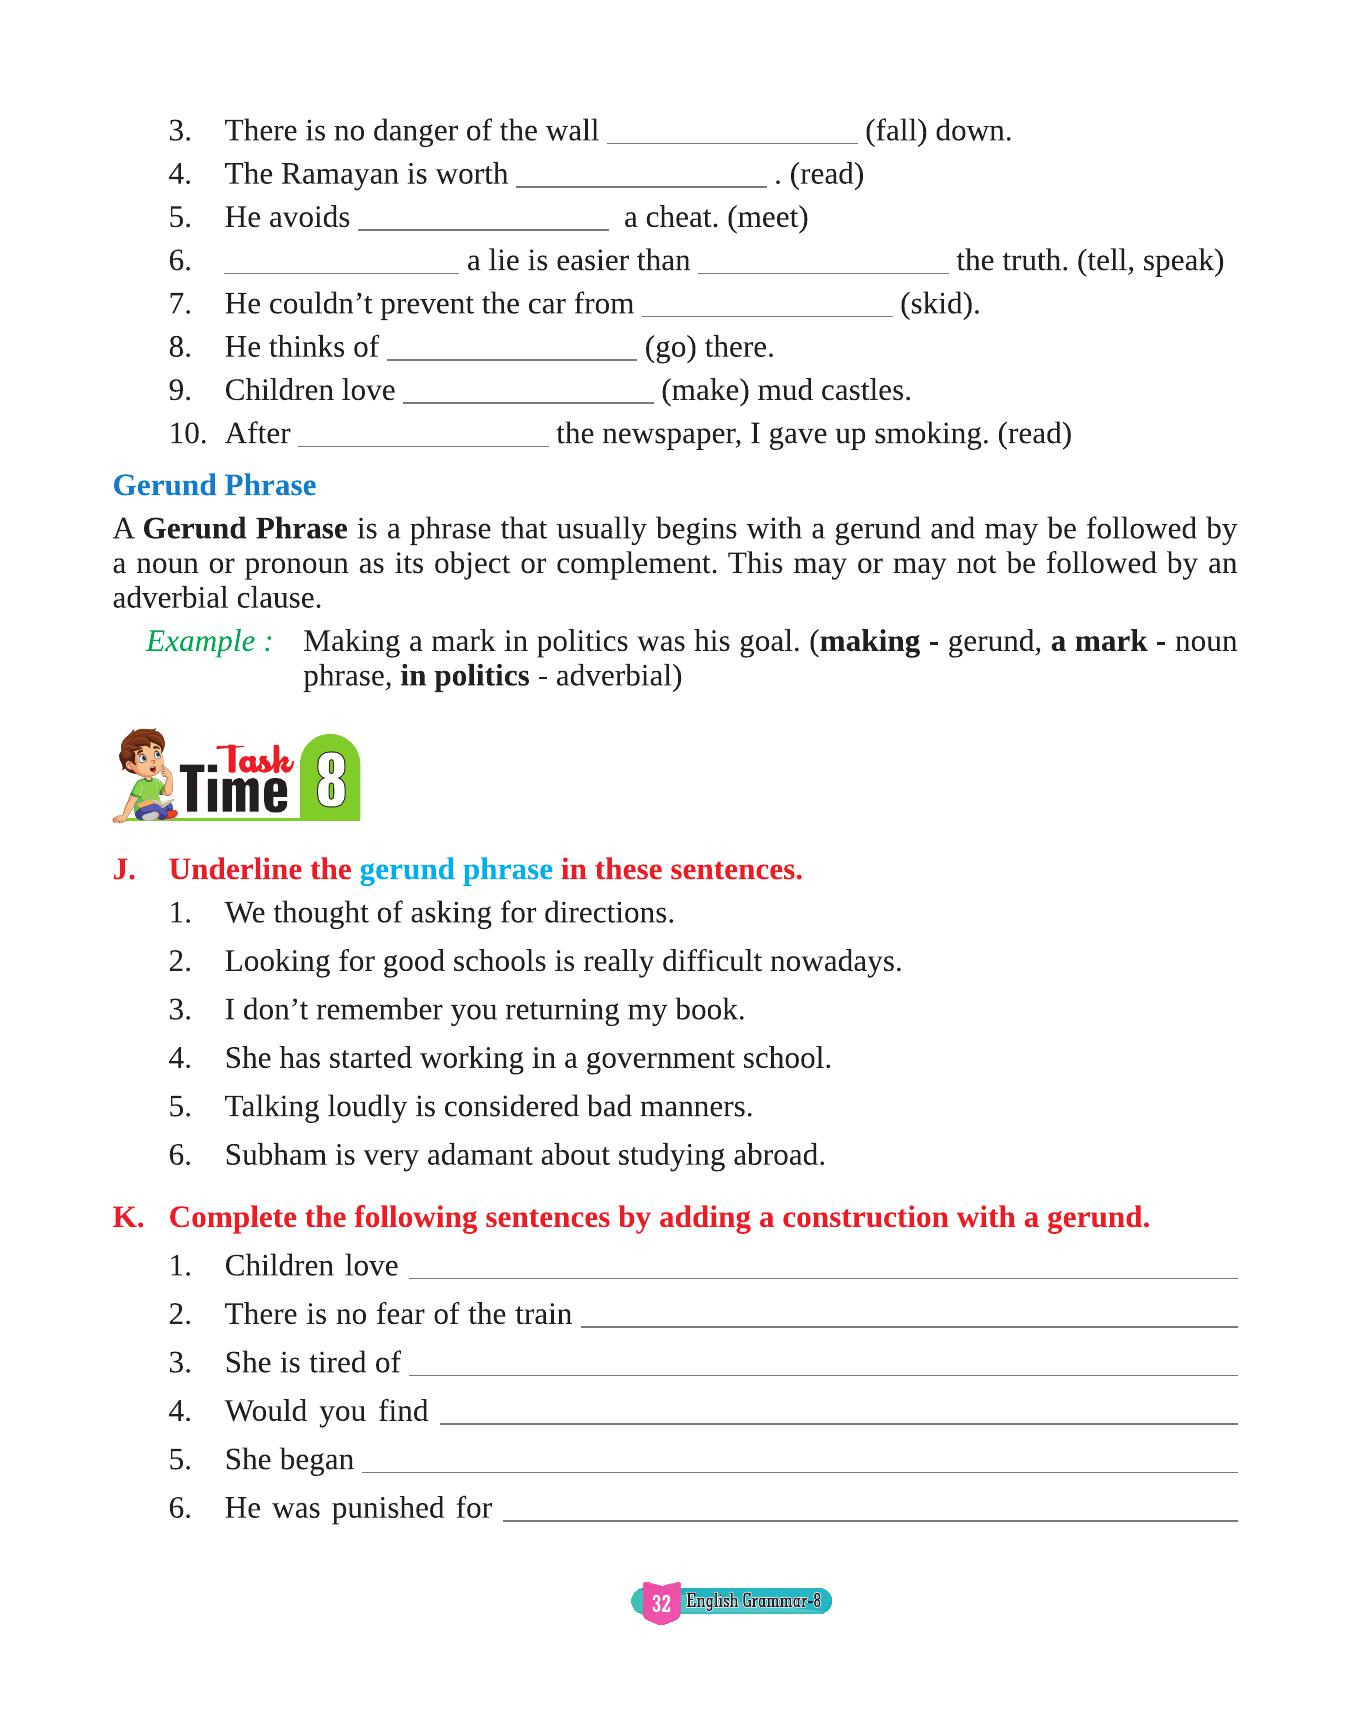 3. There is no danger of the wall ________________ (fall) down.
4. The Ramayan is worth ________________ . (read)
5. He avoids ________________ a cheat. (meet)
6. _______________ a lie is easier than ________________ the truth. (tell, speak)
7. He couldn’t prevent the car from ________________ (skid).
8. He thinks of ________________ (go) there.
9. Children love ________________ (make) mud castles.
10. After ________________ the newspaper, I gave up smoking. (read)
Gerund Phrase
A Gerund Phrase is a phrase that usually begins with a gerund and may be followed by
a noun or pronoun as its object or complement. This may or may not be followed by an
adverbial clause.
Example : Making a mark in politics was his goal. (making - gerund, a mark - noun
phrase, in politics - adverbial)
Task
Time 8
J. Underline the gerund phrase in these sentences.
1. We thought of asking for directions.
2. Looking for good schools is really difficult nowadays.
3. I don’t remember you returning my book.
4. She has started working in a government school.
5. Talking loudly is considered bad manners.
6. Subham is very adamant about studying abroad.
K. Complete the following sentences by adding a construction with a gerund.
1. Children love ________________
2. There is no fear of the train ________________
3. She is tired of ________________
4. Would you find ________________
5. She began ________________
6. He was punished for ________________
32 English Grammar-8